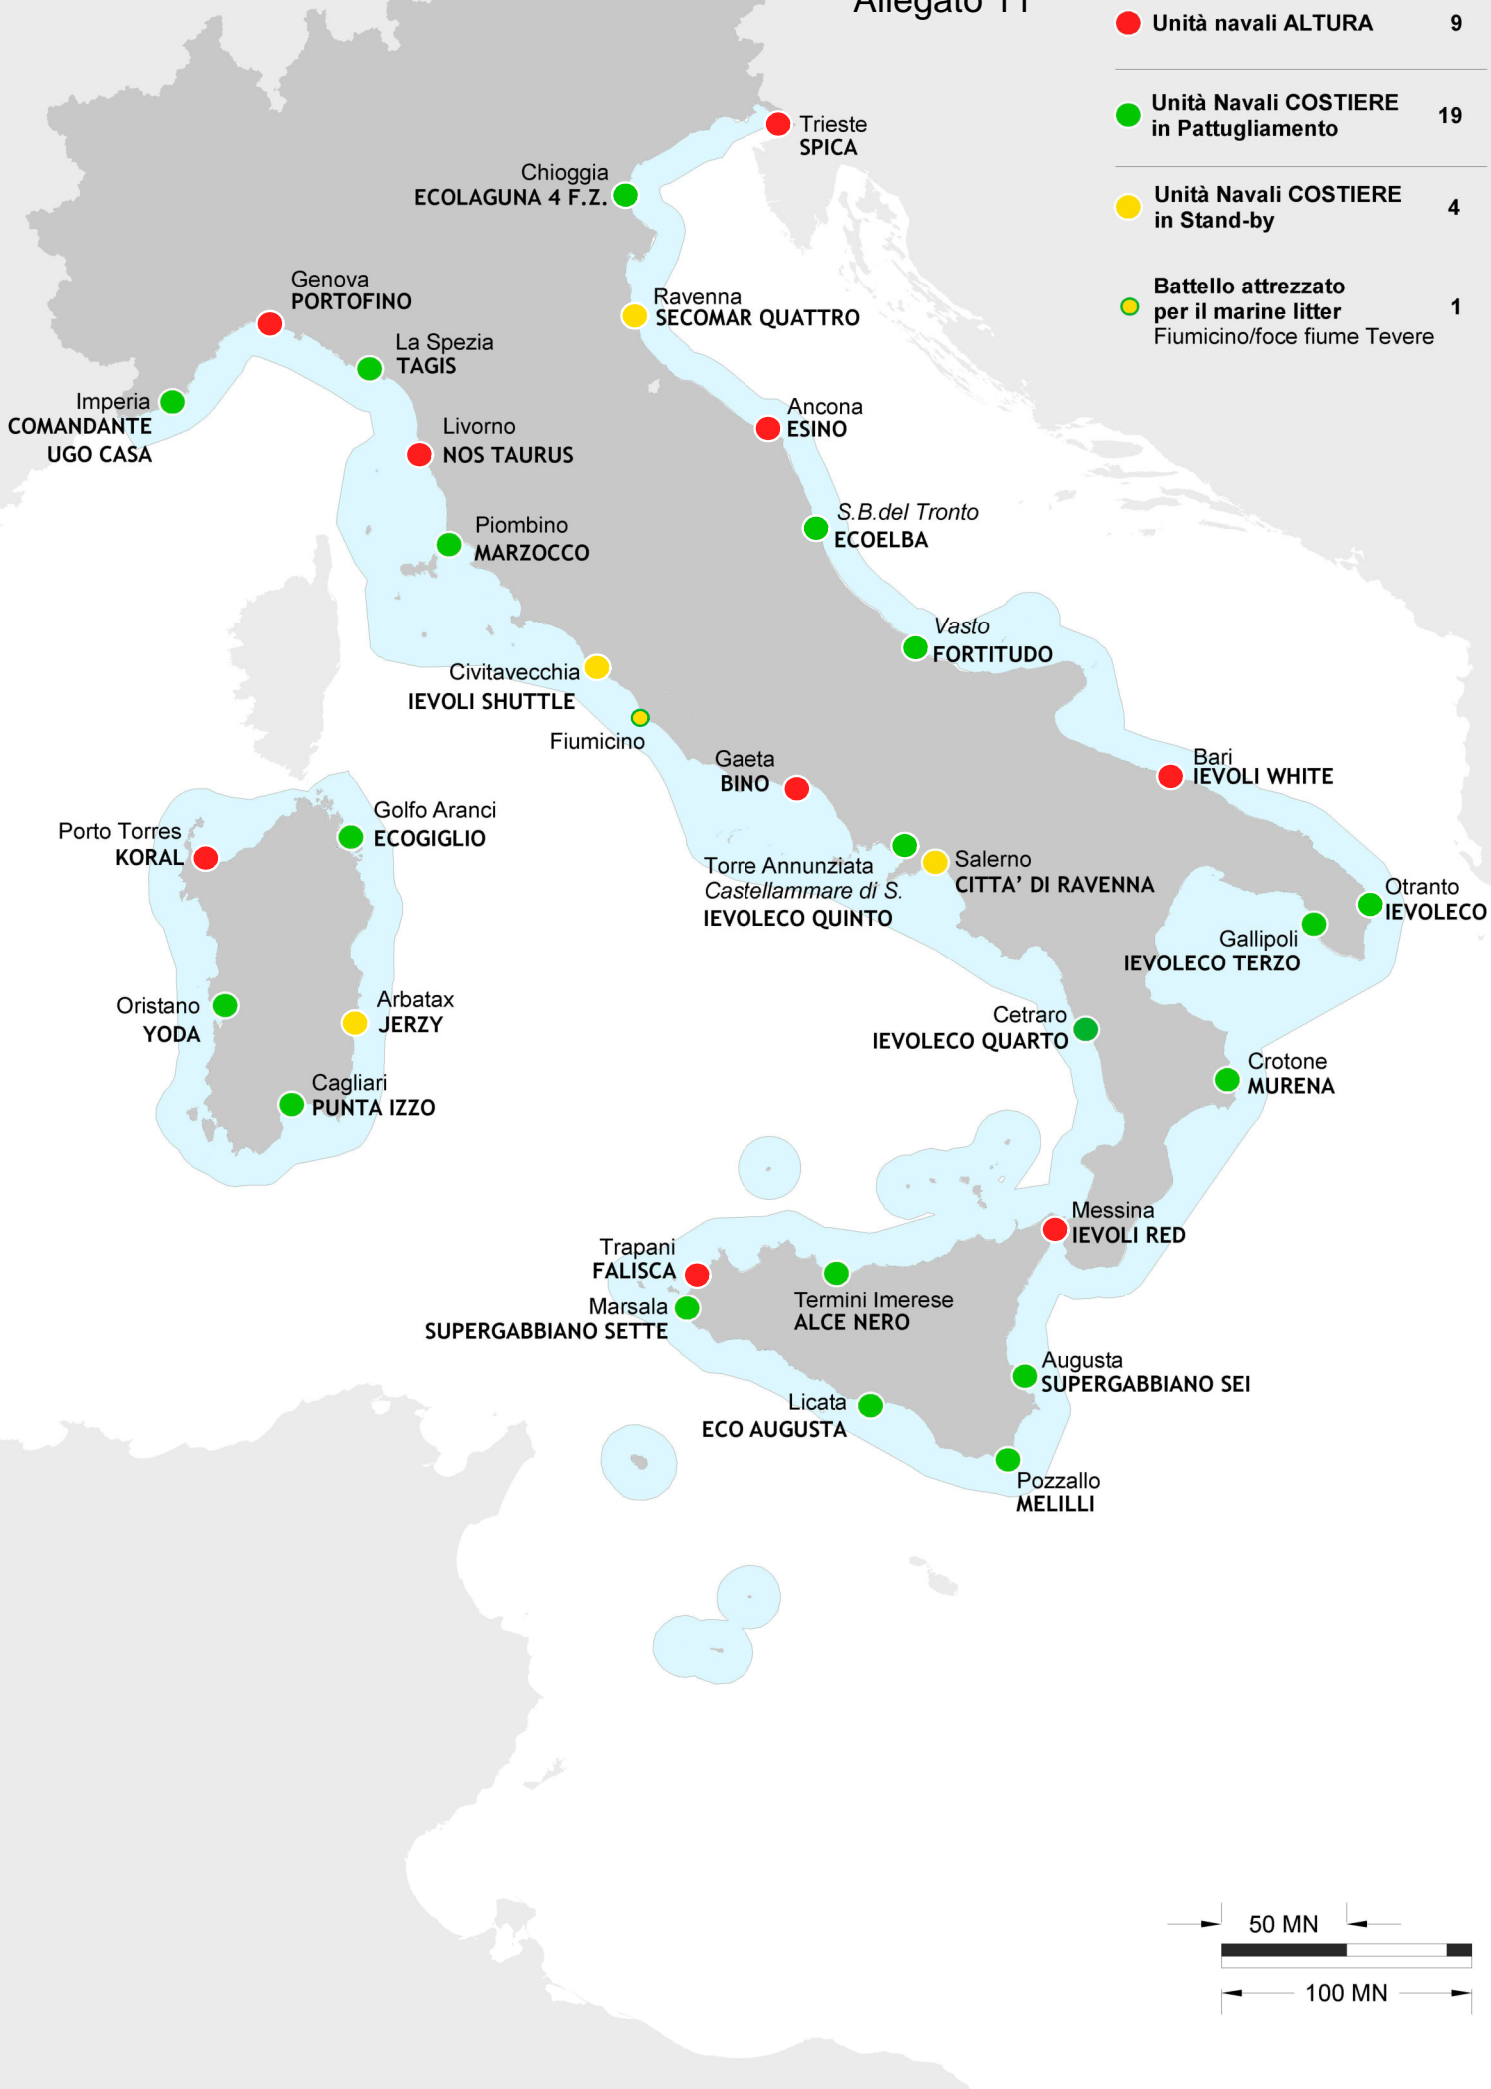 Allegato 11
Unità navali ALTURA 9
Unità Navali COSTIERE
in Pattugliamento 19
Unità Navali COSTIERE
in Stand-by 4
Battello attrezzato
per il marine litter 1
Fiumicino/foce fiume Tevere
Trieste
SPICA
Chioggia
ECOLAGUNA 4 F.Z.
Genova
PORTOFINO
Ravenna
SECOMAR QUATTRO
La Spezia
TAGIS
Imperia
COMANDANTE
UGO CASA
Ancona
ESINO
Livorno
NOS TAURUS
S.B.del Tronto
ECOELBA
Piombino
MARZOCCO
Vasto
FORTITUDO
Civitavecchia
IEVOLI SHUTTLE
Fiumicino
Gaeta
BINO
Bari
IEVOLI WHITE
Golfo Aranci
ECOGIGLIO
Porto Torres
KORAL
Torre Annunziata
Castellammare di S.
IEVOLECO QUINTO
Salerno
CITTA' DI RAVENNA
Otranto
IEVOLECO
Gallipoli
IEVOLECO TERZO
Oristano
YODA
Arbatax
JERZY
Cetraro
IEVOLECO QUARTO
Cagliari
PUNTA IZZO
Crotone
MURENA
Messina
IEVOLI RED
Trapani
FALISCA
Marsala
SUPERGABBIANO SETTE
Termini Imerese
ALCE NERO
Augusta
SUPERGABBIANO SEI
Licata
ECO AUGUSTA
Pozzallo
MELILLI
50 MN
100 MN